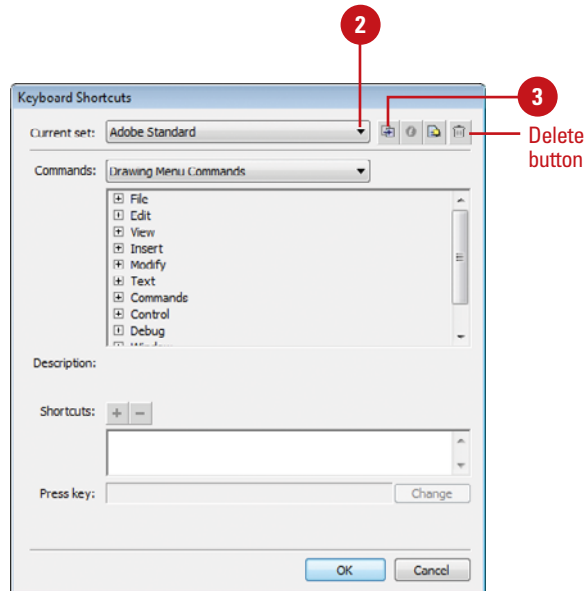 2
Keyboard Shortcuts
3
Current set: Adobe Standard
Delete
button
Commands: Drawing Menu Commands
File
Edit
View
Insert
Modify
Text
Commands
Control
Debug
Description:
Shortcuts: + −
Press key: Change
OK Cancel